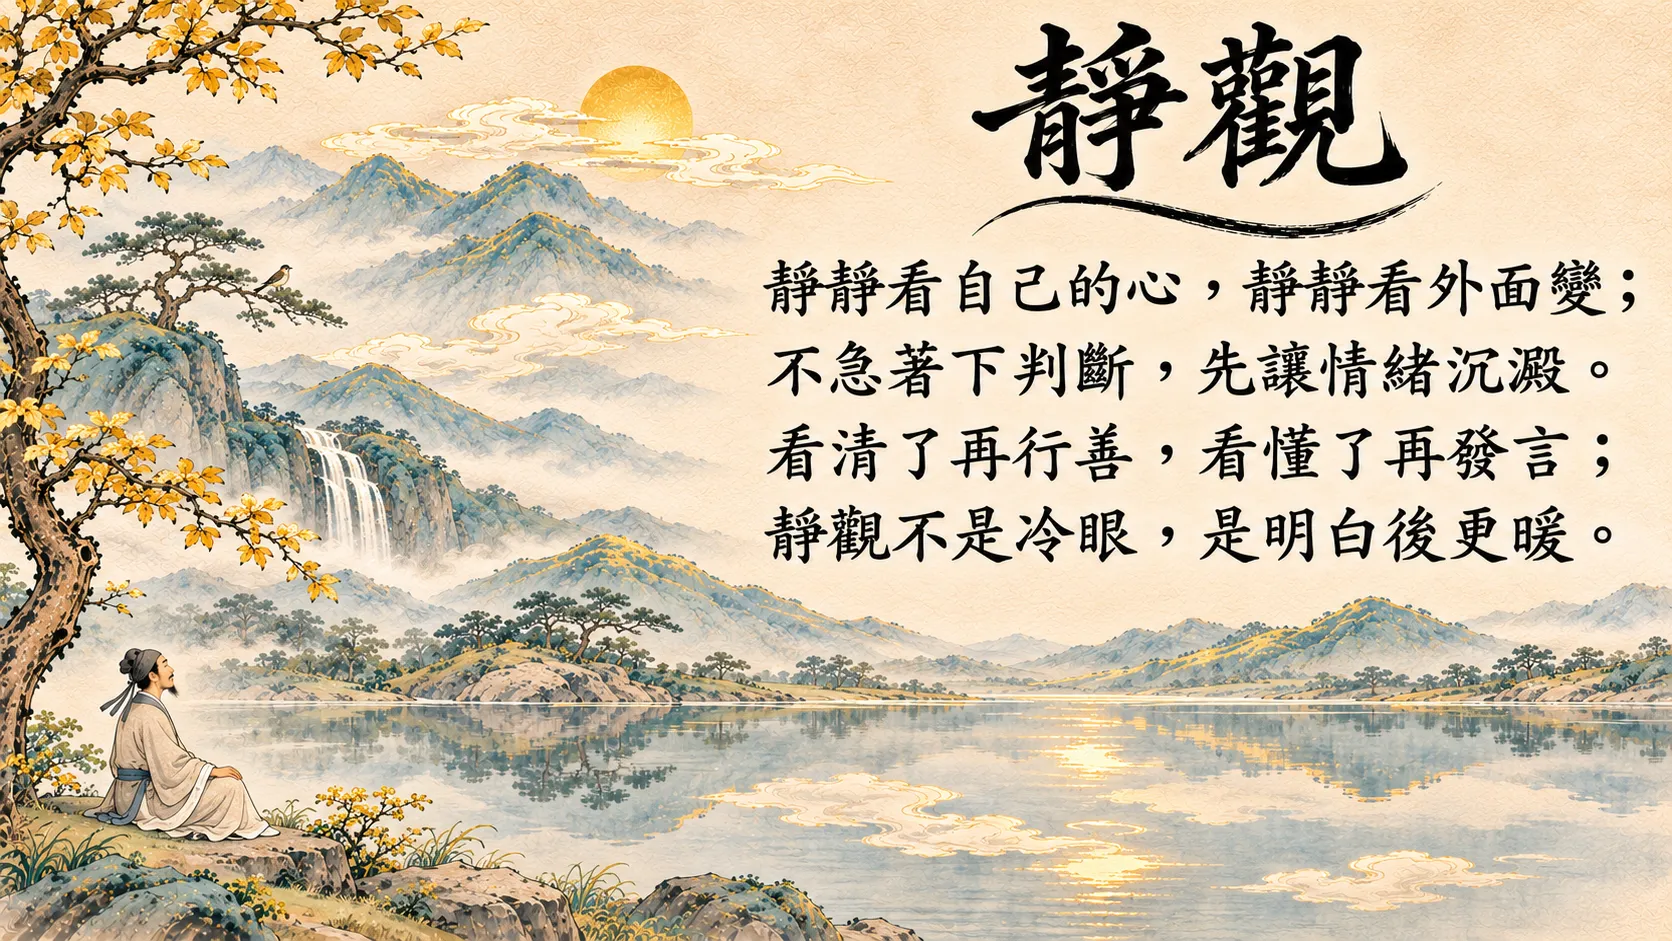 靜觀
靜靜看自己的心，靜靜看外面變；
不急著下判斷，先讓情緒沉澱。
看清了再行善，看懂了再發言；
靜觀不是冷眼，是明白後更暖。